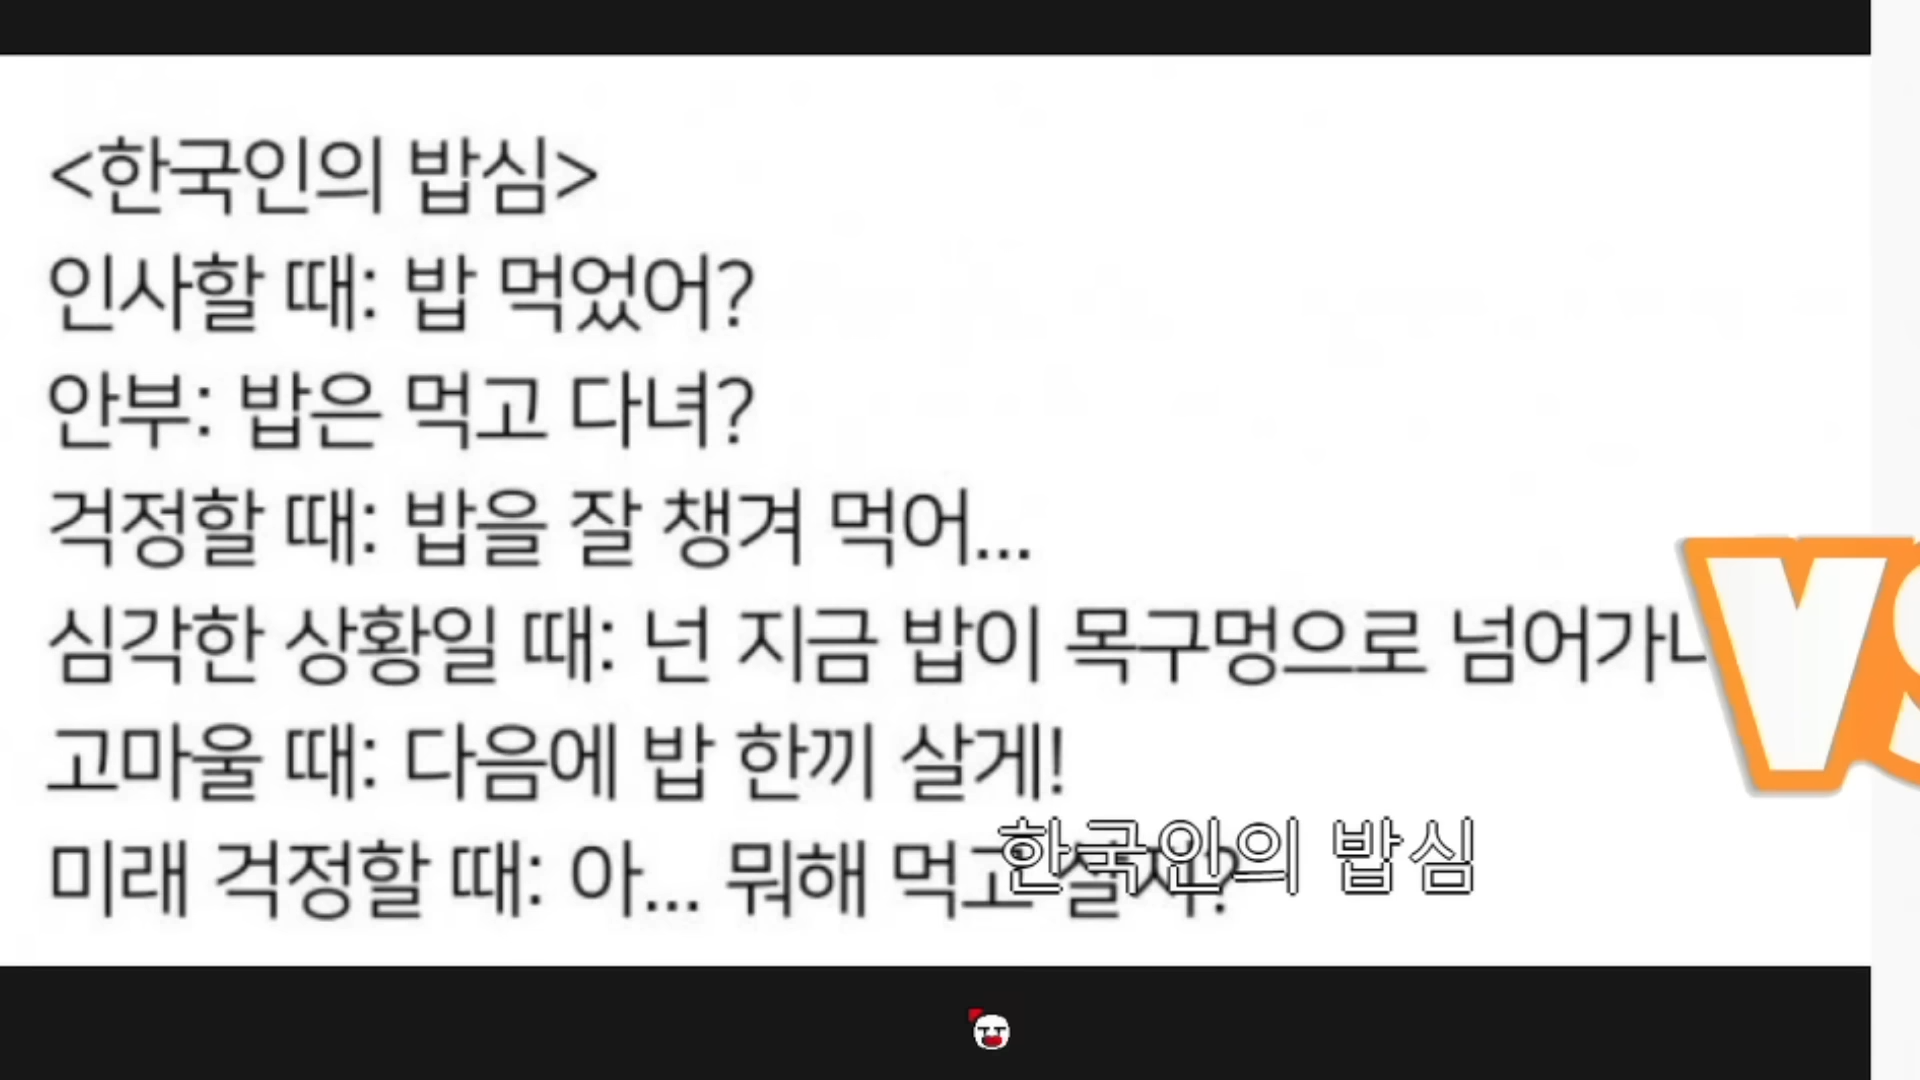 <한국인의 밥심>
인사할 때: 밥 먹었어?
안부: 밥은 먹고 다녀?
걱정할 때: 밥을 잘 챙겨 먹어...
심각한 상황일 때: 넌 지금 밥이 목구멍으로
고마울 때: 다음에 밥 한끼 살게!
미래 걱정할 때: 아... 뭐해 먹고
한국인의 밥심
VS